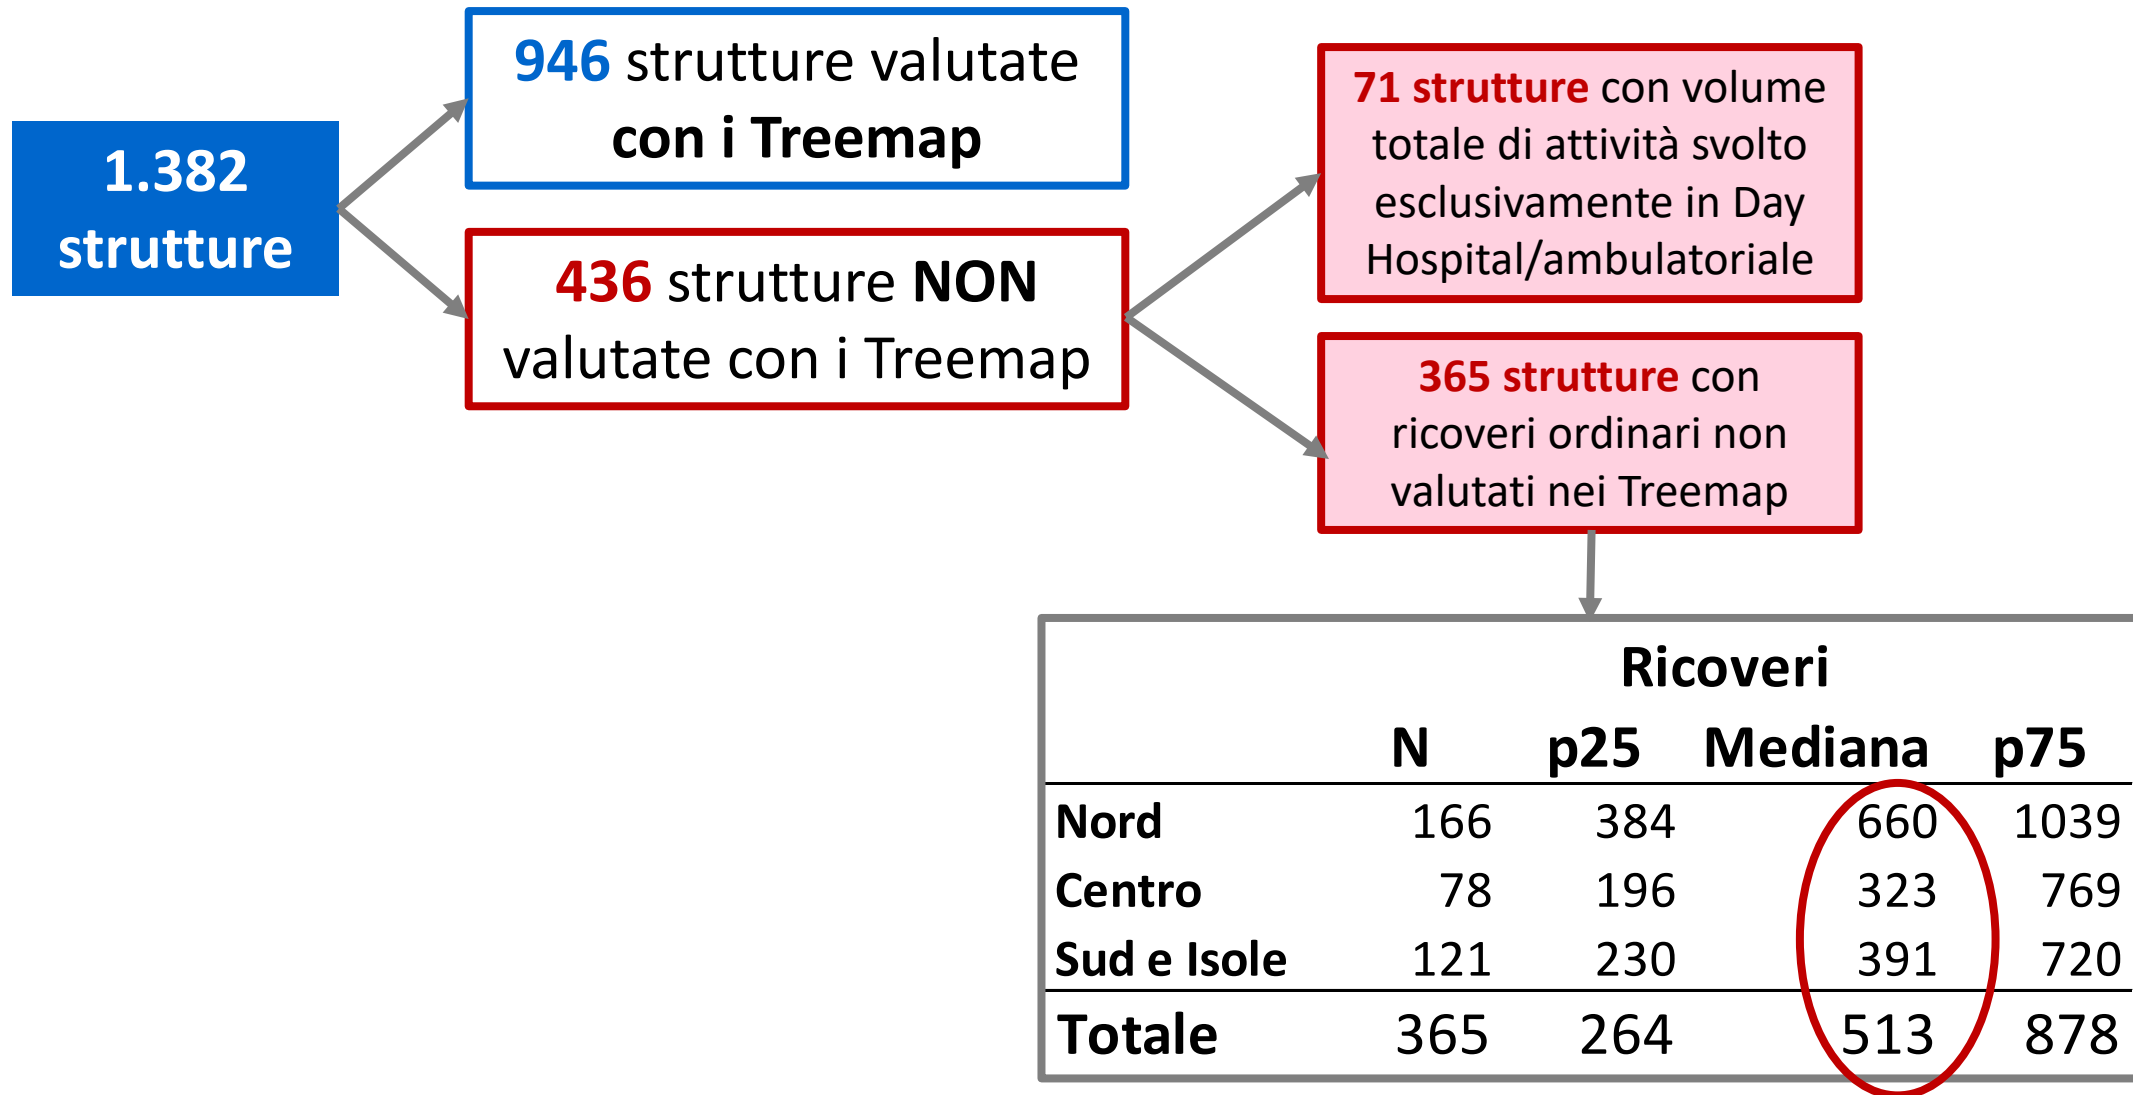 1.382
strutture
946 strutture valutate
con i Treemap
436 strutture NON
valutate con i Treemap
71 strutture con volume
totale di attività svolto
esclusivamente in Day
Hospital/ambulatoriale
365 strutture con
ricoveri ordinari non
valutati nei Treemap
Ricoveri
N p25 Mediana p75
Nord 166 384 660 1039
Centro 78 196 323 769
Sud e Isole 121 230 391 720
Totale 365 264 513 878